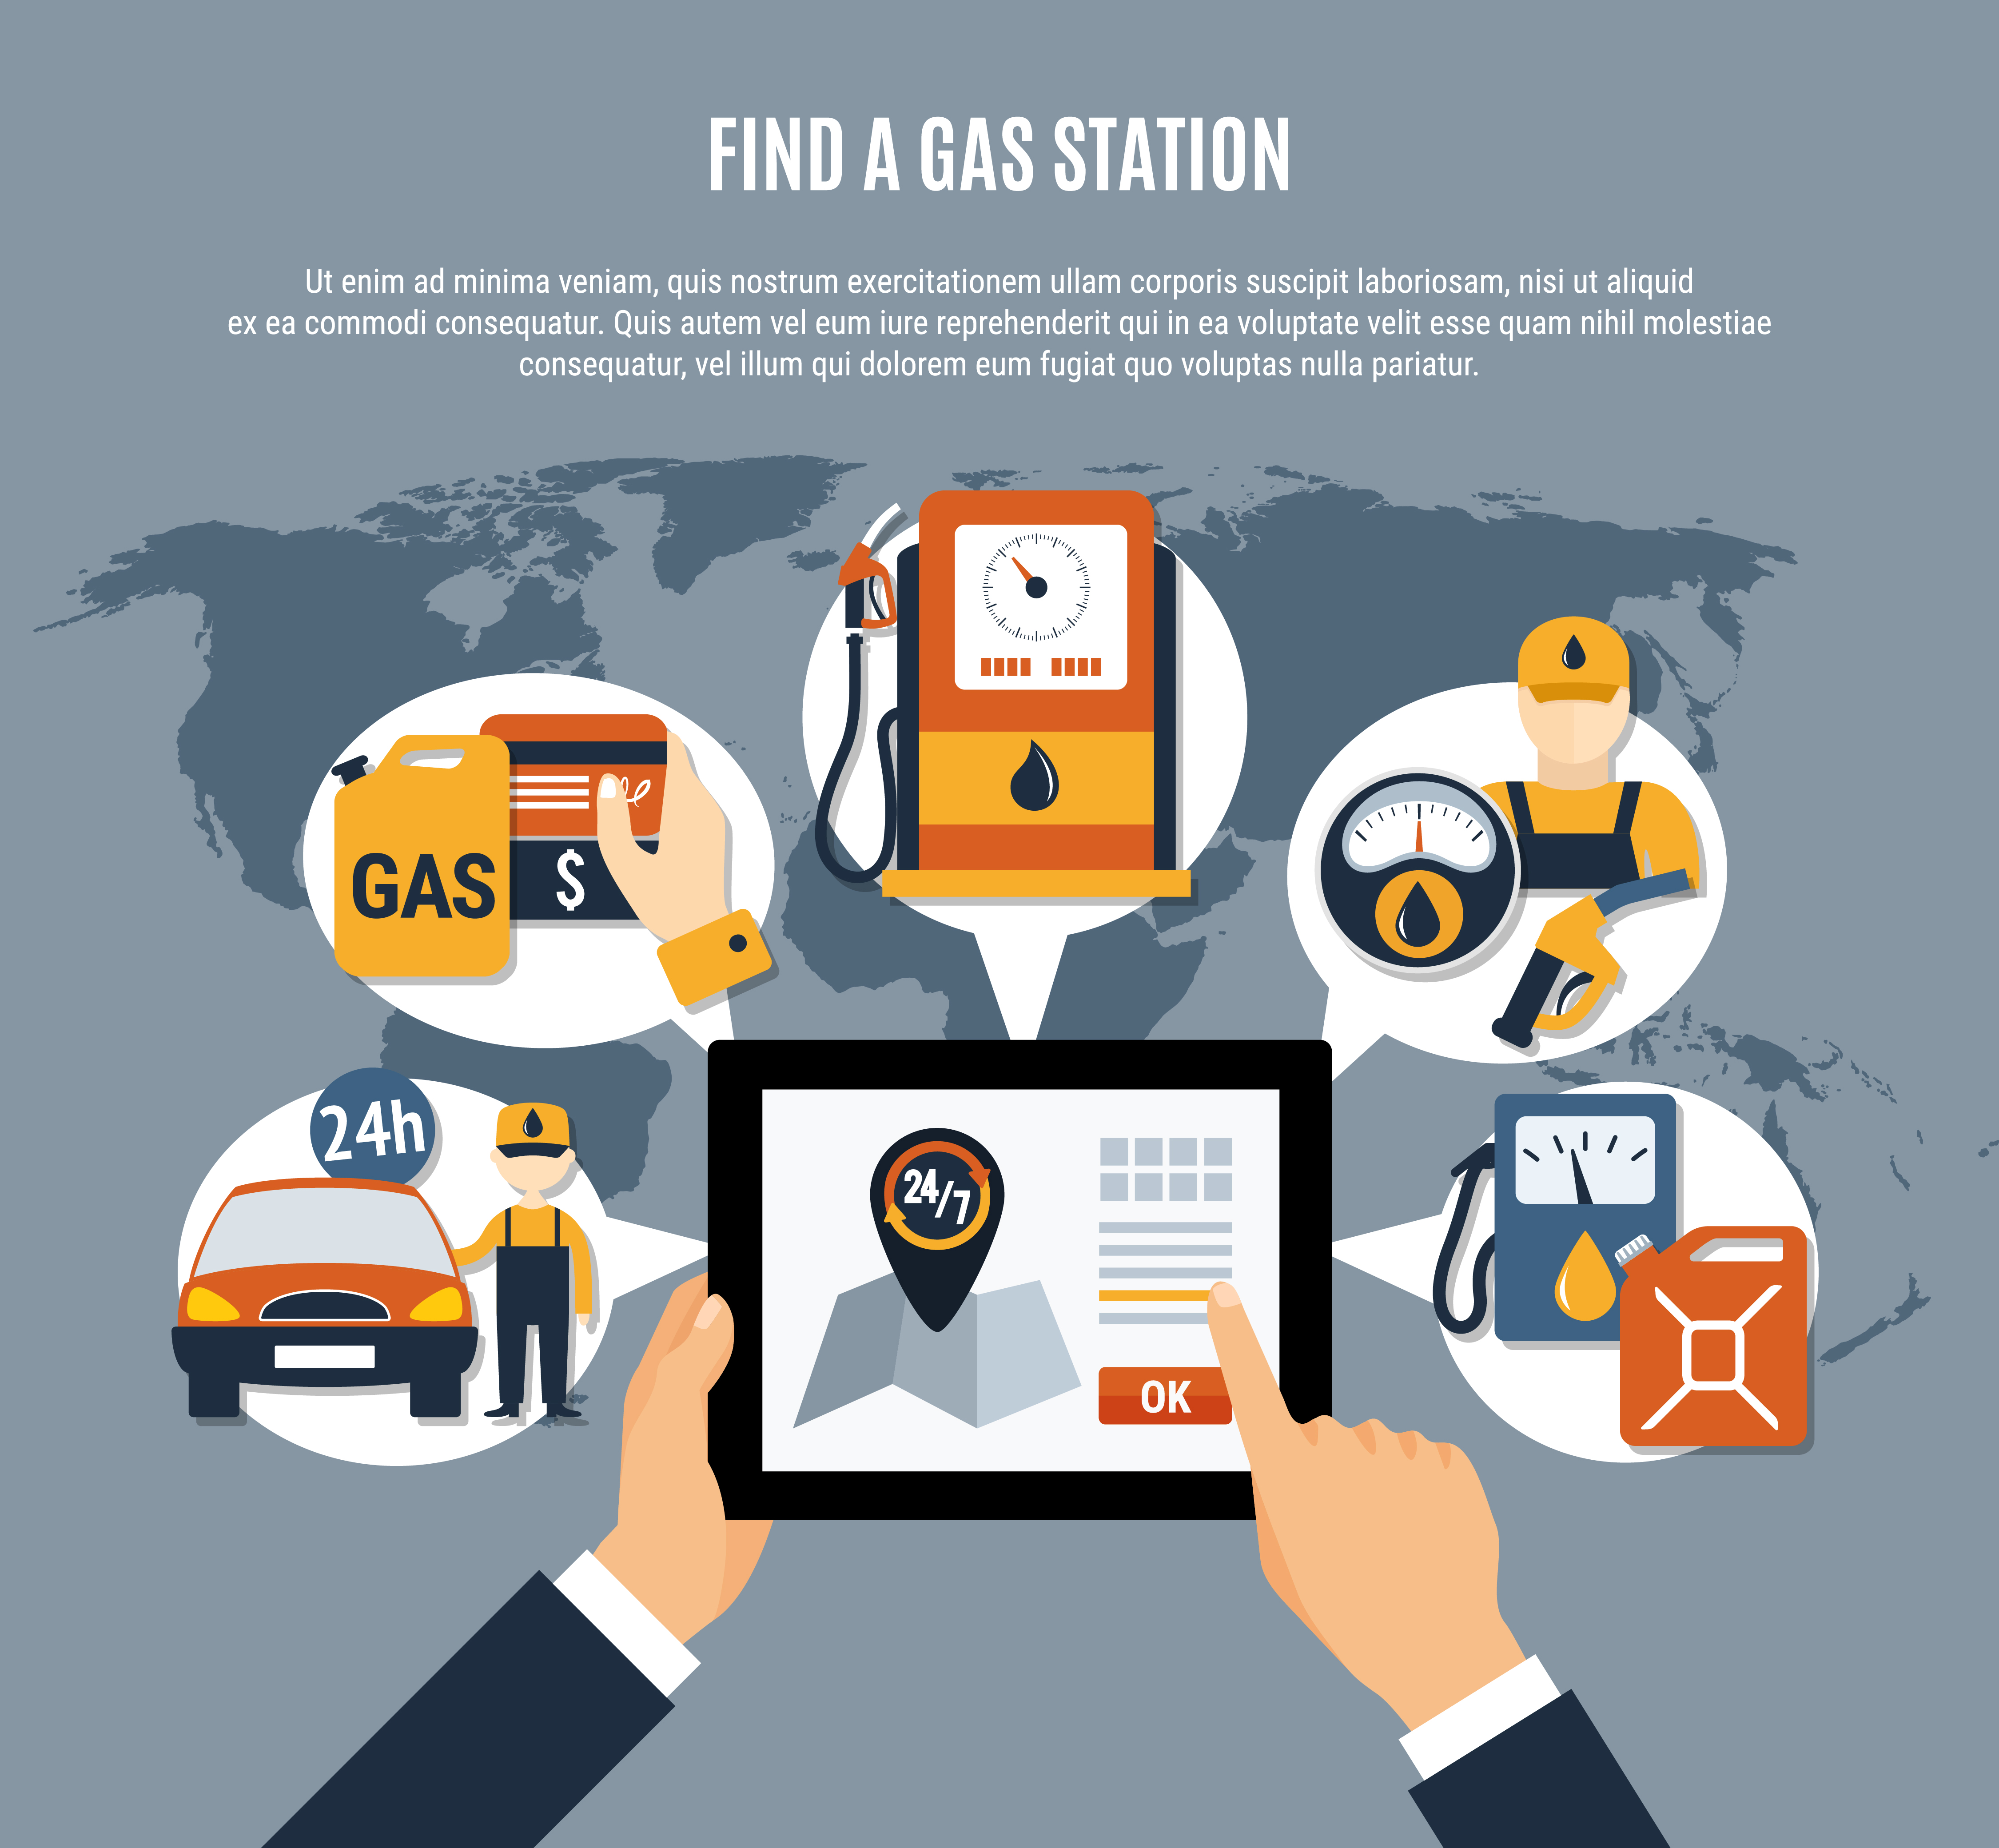 FIND A GAS STATION
Ut enim ad minima veniam, quis nostrum exercitationem ullam corporis suscipit laboriosam, nisi ut aliquid
ex ea commodi consequatur. Quis autem vel eum iure reprehenderit qui in ea voluptate velit esse quam nihil molestiae
consequatur, vel illum qui dolorem eum fugiat quo voluptas nulla pariatur.
GAS
$
24h
24/7
OK